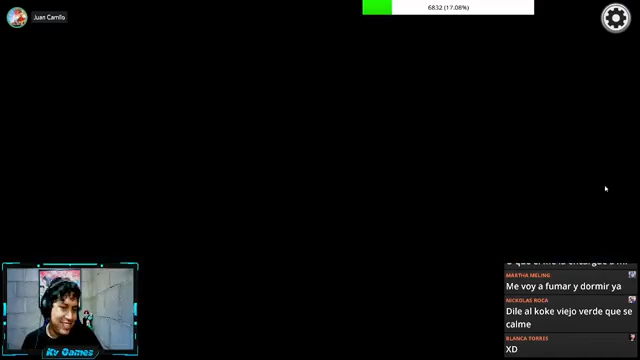 Juan Carrillo
6832 (17.08%)
MARTHA MELING
Me voy a fumar y dormir ya
NICKOLAS ROCA
Dile al koke viejo verde que se
calme
BLANCA TORRES
XD
Kv Games